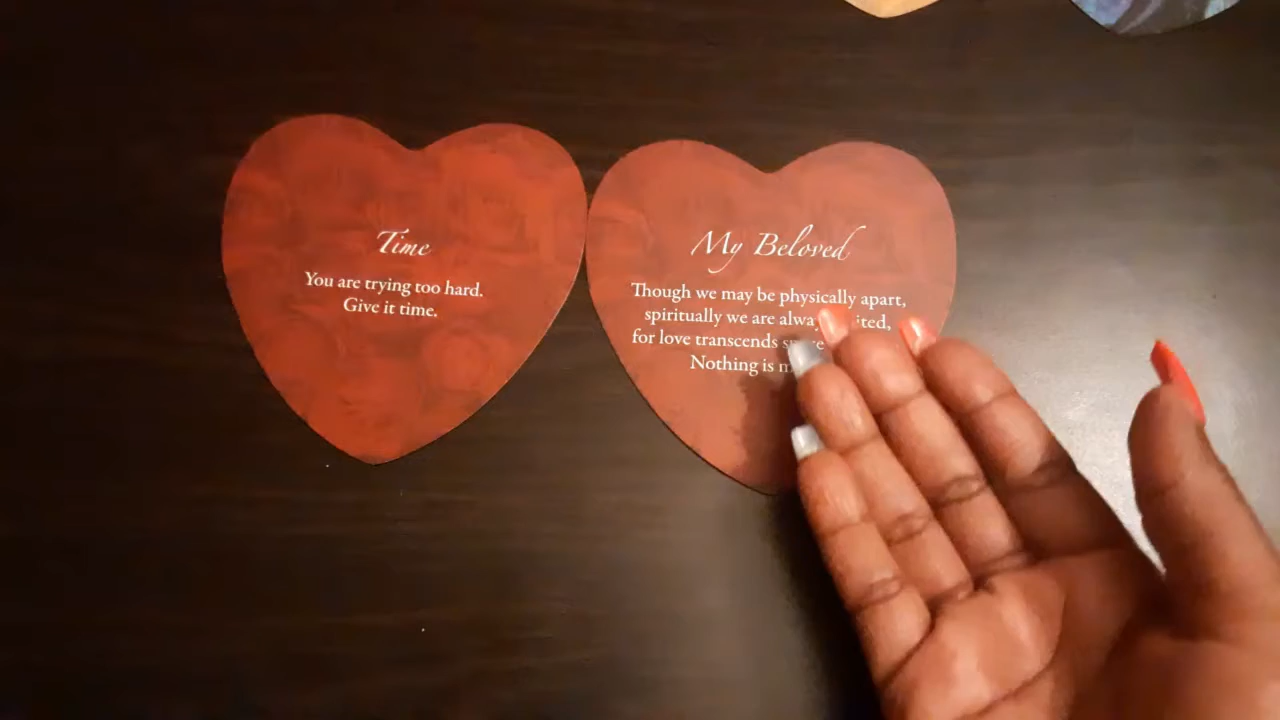 Time
You are trying too hard.
Give it time.
My Beloved
Though we may be physically apart,
spiritually we are
for love transcends
Nothing is